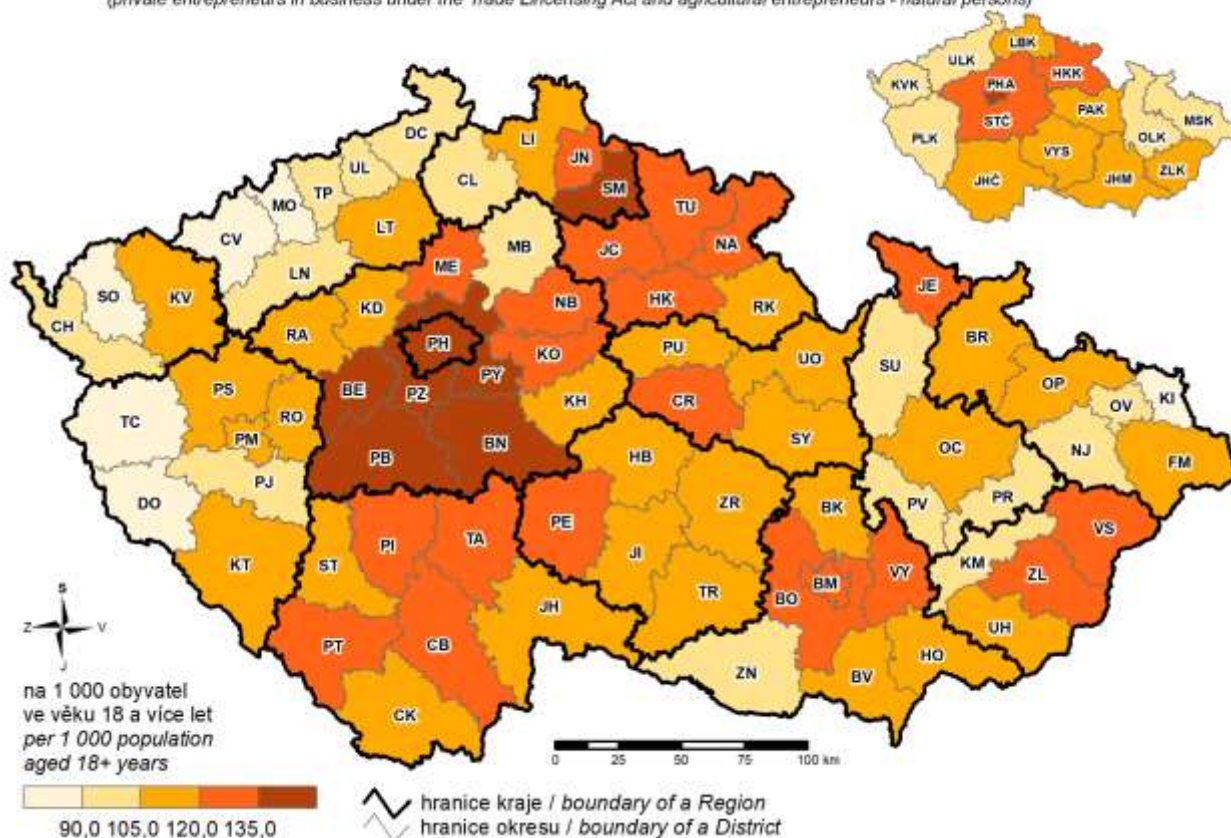 (private entrepreneurs in business under the Trade Lincensing Act and agricultural entrepreneurs - natural persons)
LBK
ULK
KVK
PHA
HKK
STČ
PAK
PLK
OLK
MSK
VYS
JHČ
JHM
ZLK
DC
LI
JN
UL
CL
SM
TP
MO
TU
LT
CV
JC
NA
MB
ME
LN
SO
KV
NB
HK
JE
KD
RK
CH
RA
PH
BR
KO
PU
UO
SU
PS
BE
PZ
PY
OP
TC
RO
KH
CR
OV
KI
PM
SY
OC
PB
BN
HB
NJ
FM
PJ
DO
ZR
PV
PR
BK
PI
TA
PE
VS
KT
ST
JI
KM
VY
ZL
BM
BO
TR
JH
UH
PT
CB
HO
ZN
BV
CK
S
Z V
J
na 1 000 obyvatel
ve věku 18 a více let
per 1 000 population
aged 18+ years
90,0 105,0 120,0 135,0
0 25 50 75 100 km
hranice kraje / boundary of a Region
hranice okresu / boundary of a District